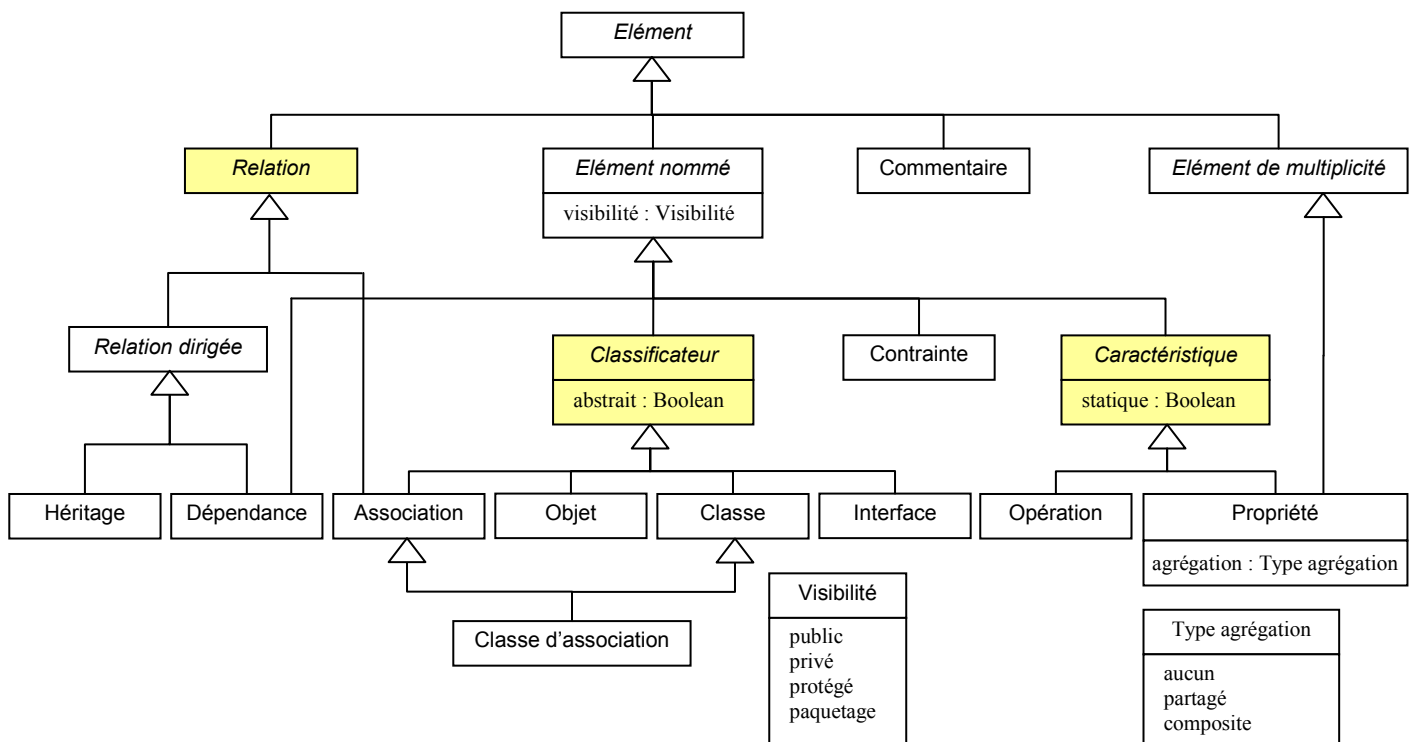 Elément
Relation
Elément nommé
visibilité : Visibilité
Commentaire
Elément de multiplicité
Relation dirigée
Classificateur
abstrait : Boolean
Contrainte
Caractéristique
statique : Boolean
Héritage
Dépendance
Association
Objet
Classe
Interface
Opération
Propriété
agrégation : Type agrégation
Classe d’association
Visibilité
public
privé
protégé
paquetage
Type agrégation
aucun
partagé
composite